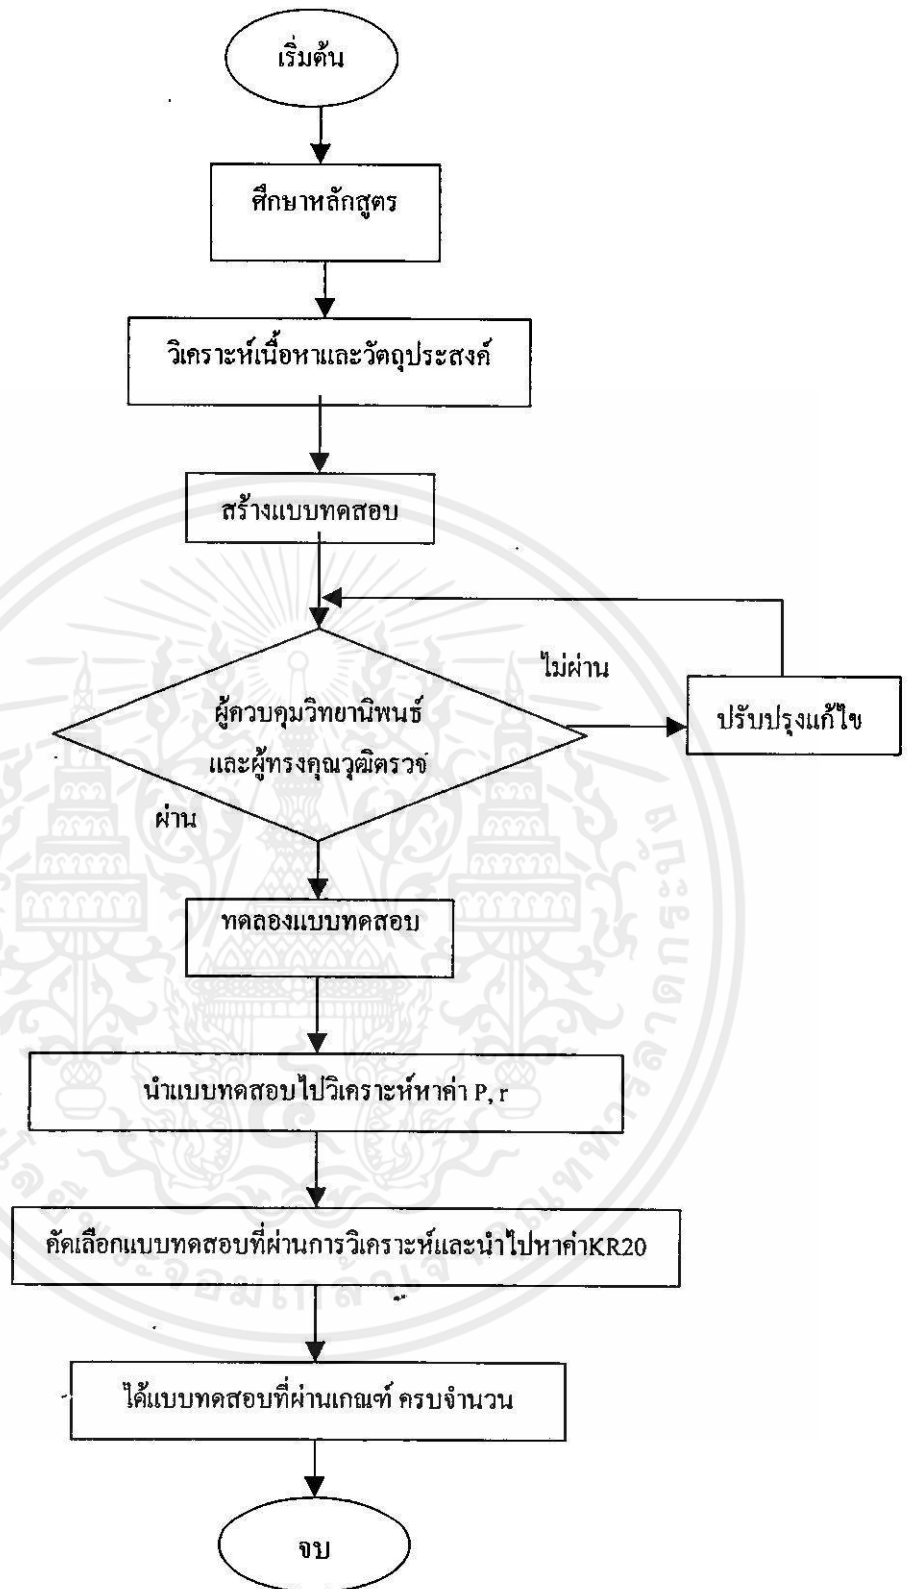 เริ่มต้น
ศึกษาหลักสูตร
วิเคราะห์เนื้อหาและวัตถุประสงค์
สร้างแบบทดสอบ
ไม่ผ่าน
ผู้ควบคุมวิทยานิพนธ์
และผู้ทรงคุณวุฒิตรวจ
ปรับปรุงแก้ไข
ผ่าน
ทดลองแบบทดสอบ
นำแบบทดสอบไปวิเคราะห์หาค่า P, r
คัดเลือกแบบทดสอบที่ผ่านการวิเคราะห์และนำไปหาค่าKR20
ได้แบบทดสอบที่ผ่านเกณฑ์ ครบจำนวน
จบ